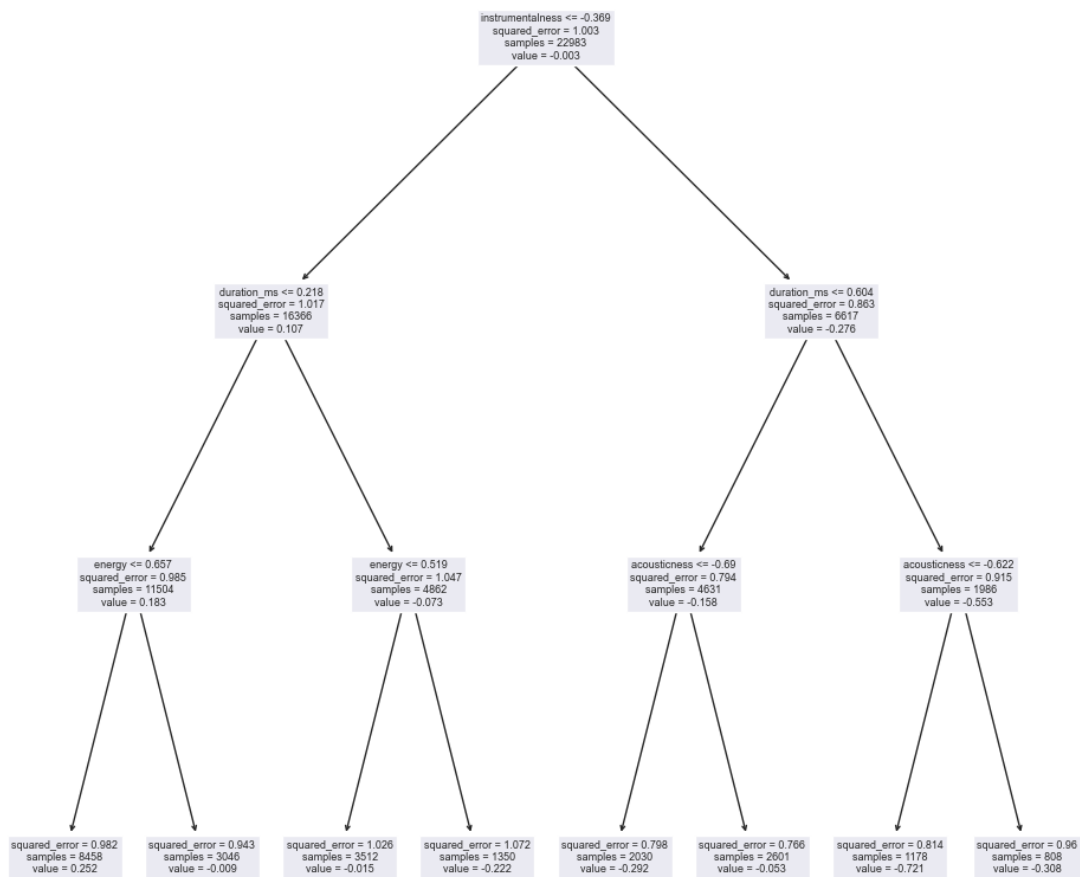 instrumentalness <= -0.369
squared_error = 1.003
samples = 22983
value = -0.003
duration_ms <= 0.218
squared_error = 1.017
samples = 16366
value = 0.107
duration_ms <= 0.604
squared_error = 0.863
samples = 6617
value = -0.276
energy <= 0.657
squared_error = 0.985
samples = 11504
value = 0.183
energy <= 0.519
squared_error = 1.047
samples = 4862
value = -0.073
acousticness <= -0.69
squared_error = 0.794
samples = 4631
value = -0.158
acousticness <= -0.622
squared_error = 0.915
samples = 1986
value = -0.553
squared_error = 0.982
samples = 8458
value = 0.252
squared_error = 0.943
samples = 3046
value = -0.009
squared_error = 1.026
samples = 3512
value = -0.015
squared_error = 1.072
samples = 1350
value = -0.222
squared_error = 0.798
samples = 2030
value = -0.292
squared_error = 0.766
samples = 2601
value = -0.053
squared_error = 0.814
samples = 1178
value = -0.721
squared_error = 0.96
samples = 808
value = -0.308